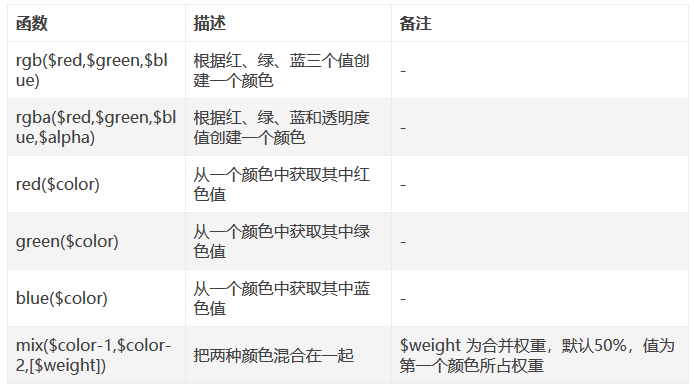 函数 描述 备注
rgb($red,$green,$bl 根据红、绿、蓝三个值创 -
ue) 建一个颜色
rgba($red,$green,$bl 根据红、绿、蓝和透明度 -
ue,$alpha) 值创建一个颜色
red($color) 从一个颜色中获取其中红 -
色值
green($color) 从一个颜色中获取其中绿 -
色值
blue($color) 从一个颜色中获取其中蓝 -
色值
mix($color-1,$color- 把两种颜色混合在一起 $weight 为合并权重，默认50%，值为
2,[$weight]) 第一个颜色所占权重